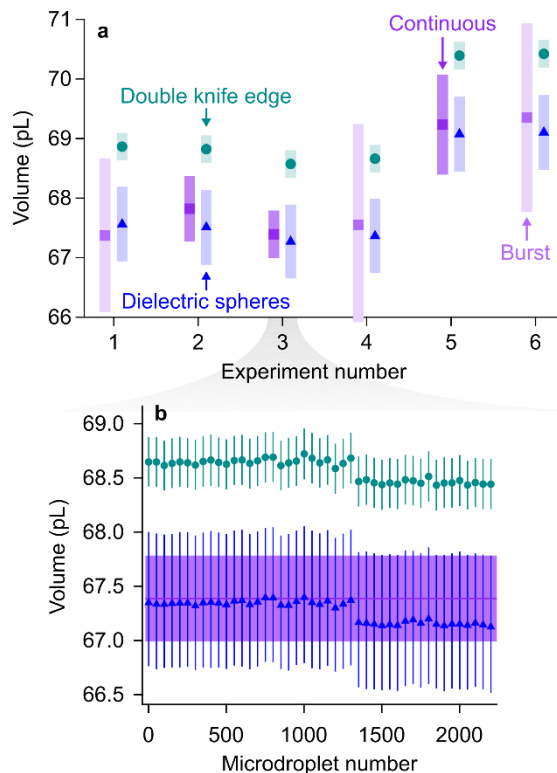 a
Continuous
Double knife edge
Dielectric spheres
Burst
Volume (pL)
71
70
69
68
67
66
1 2 3 4 5 6
Experiment number
b
Volume (pL)
69.0
68.5
68.0
67.5
67.0
66.5
0 500 1000 1500 2000
Microdroplet number